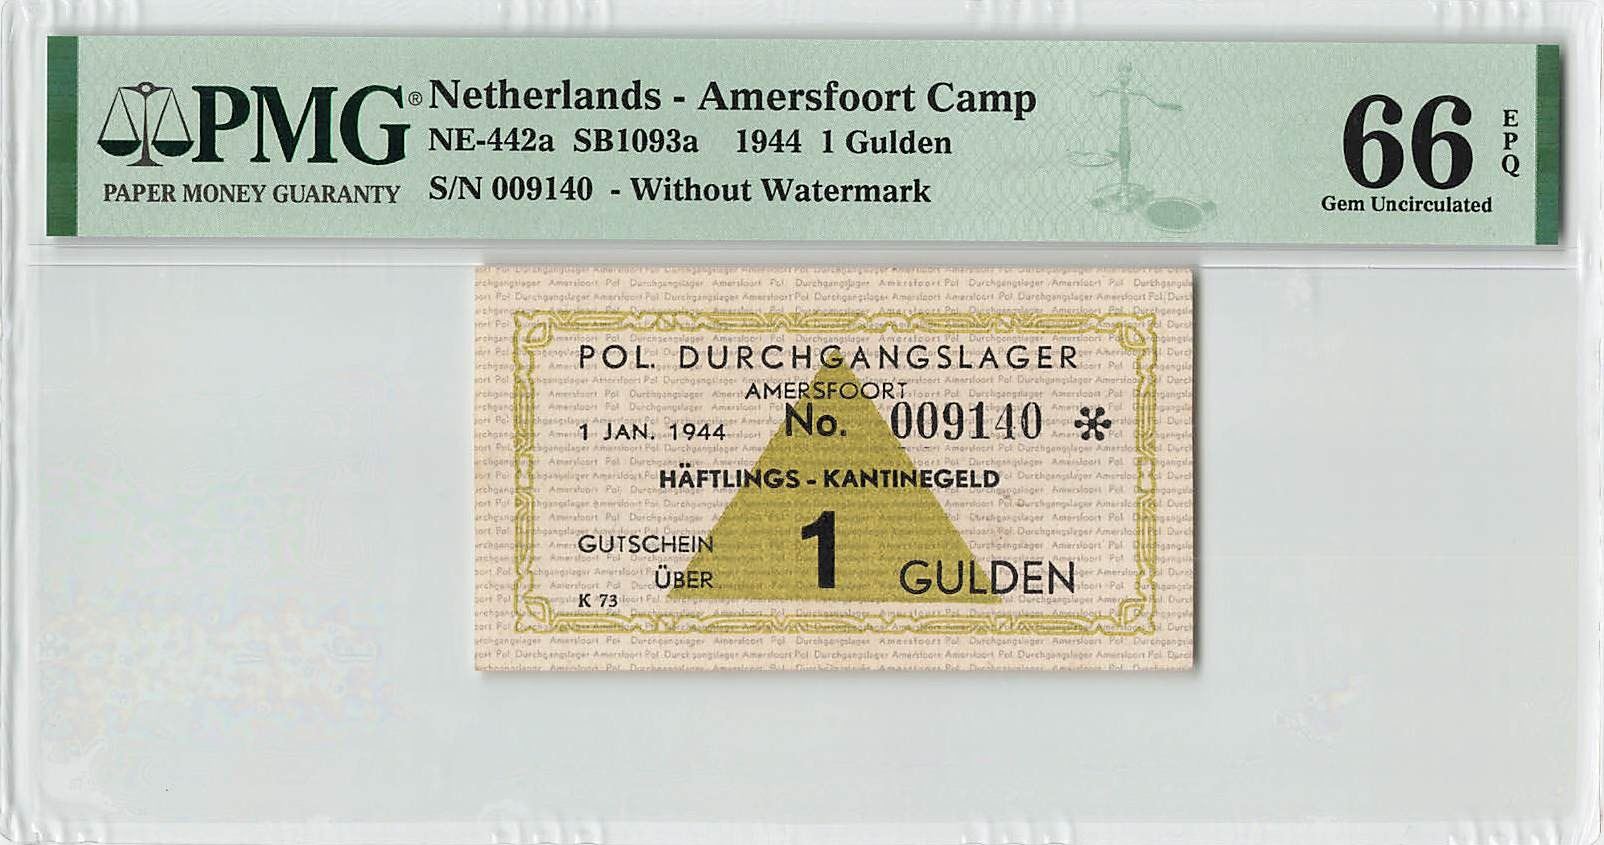 PMG® Netherlands - Amersfoort Camp
NE-442a SB1093a 1944 1 Gulden
PAPER MONEY GUARANTY S/N 009140 - Without Watermark
66 EPQ
Gem Uncirculated
POL. DURCHGANGSLAGER
AMERSFOORT
1 JAN. 1944 No. 009140 *
HÄFTLINGS - KANTINEGELD
GUTSCHEIN
ÜBER 1 GULDEN
K 73